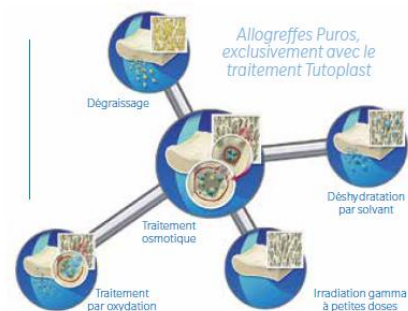 Allogreffes Puros,
exclusivement avec le
traitement Tutoplast
Dégraissage
Déshydratation
par solvant
Traitement
osmotique
Traitement
par oxydation
Irradiation gamma
à petites doses